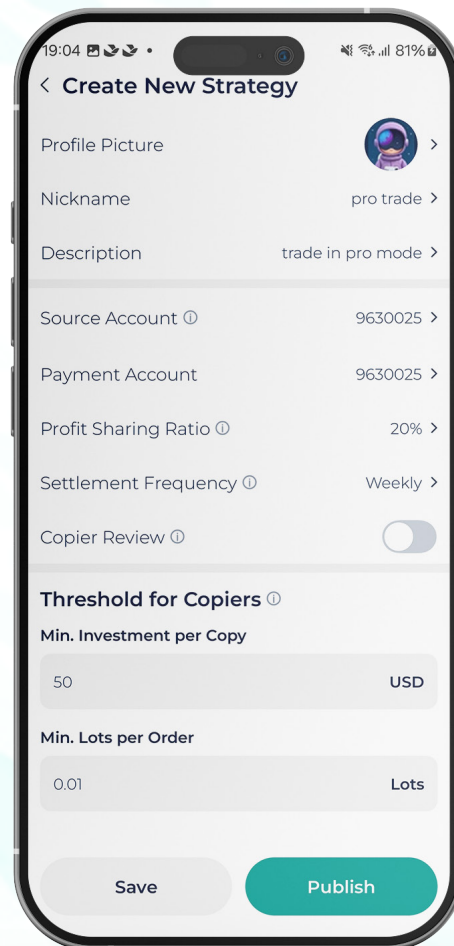 19:04
81%
Create New Strategy
Profile Picture
Nickname pro trade
Description trade in pro mode
Source Account 9630025
Payment Account 9630025
Profit Sharing Ratio 20%
Settlement Frequency Weekly
Copier Review
Threshold for Copiers
Min. Investment per Copy
50 USD
Min. Lots per Order
0.01 Lots
Save Publish